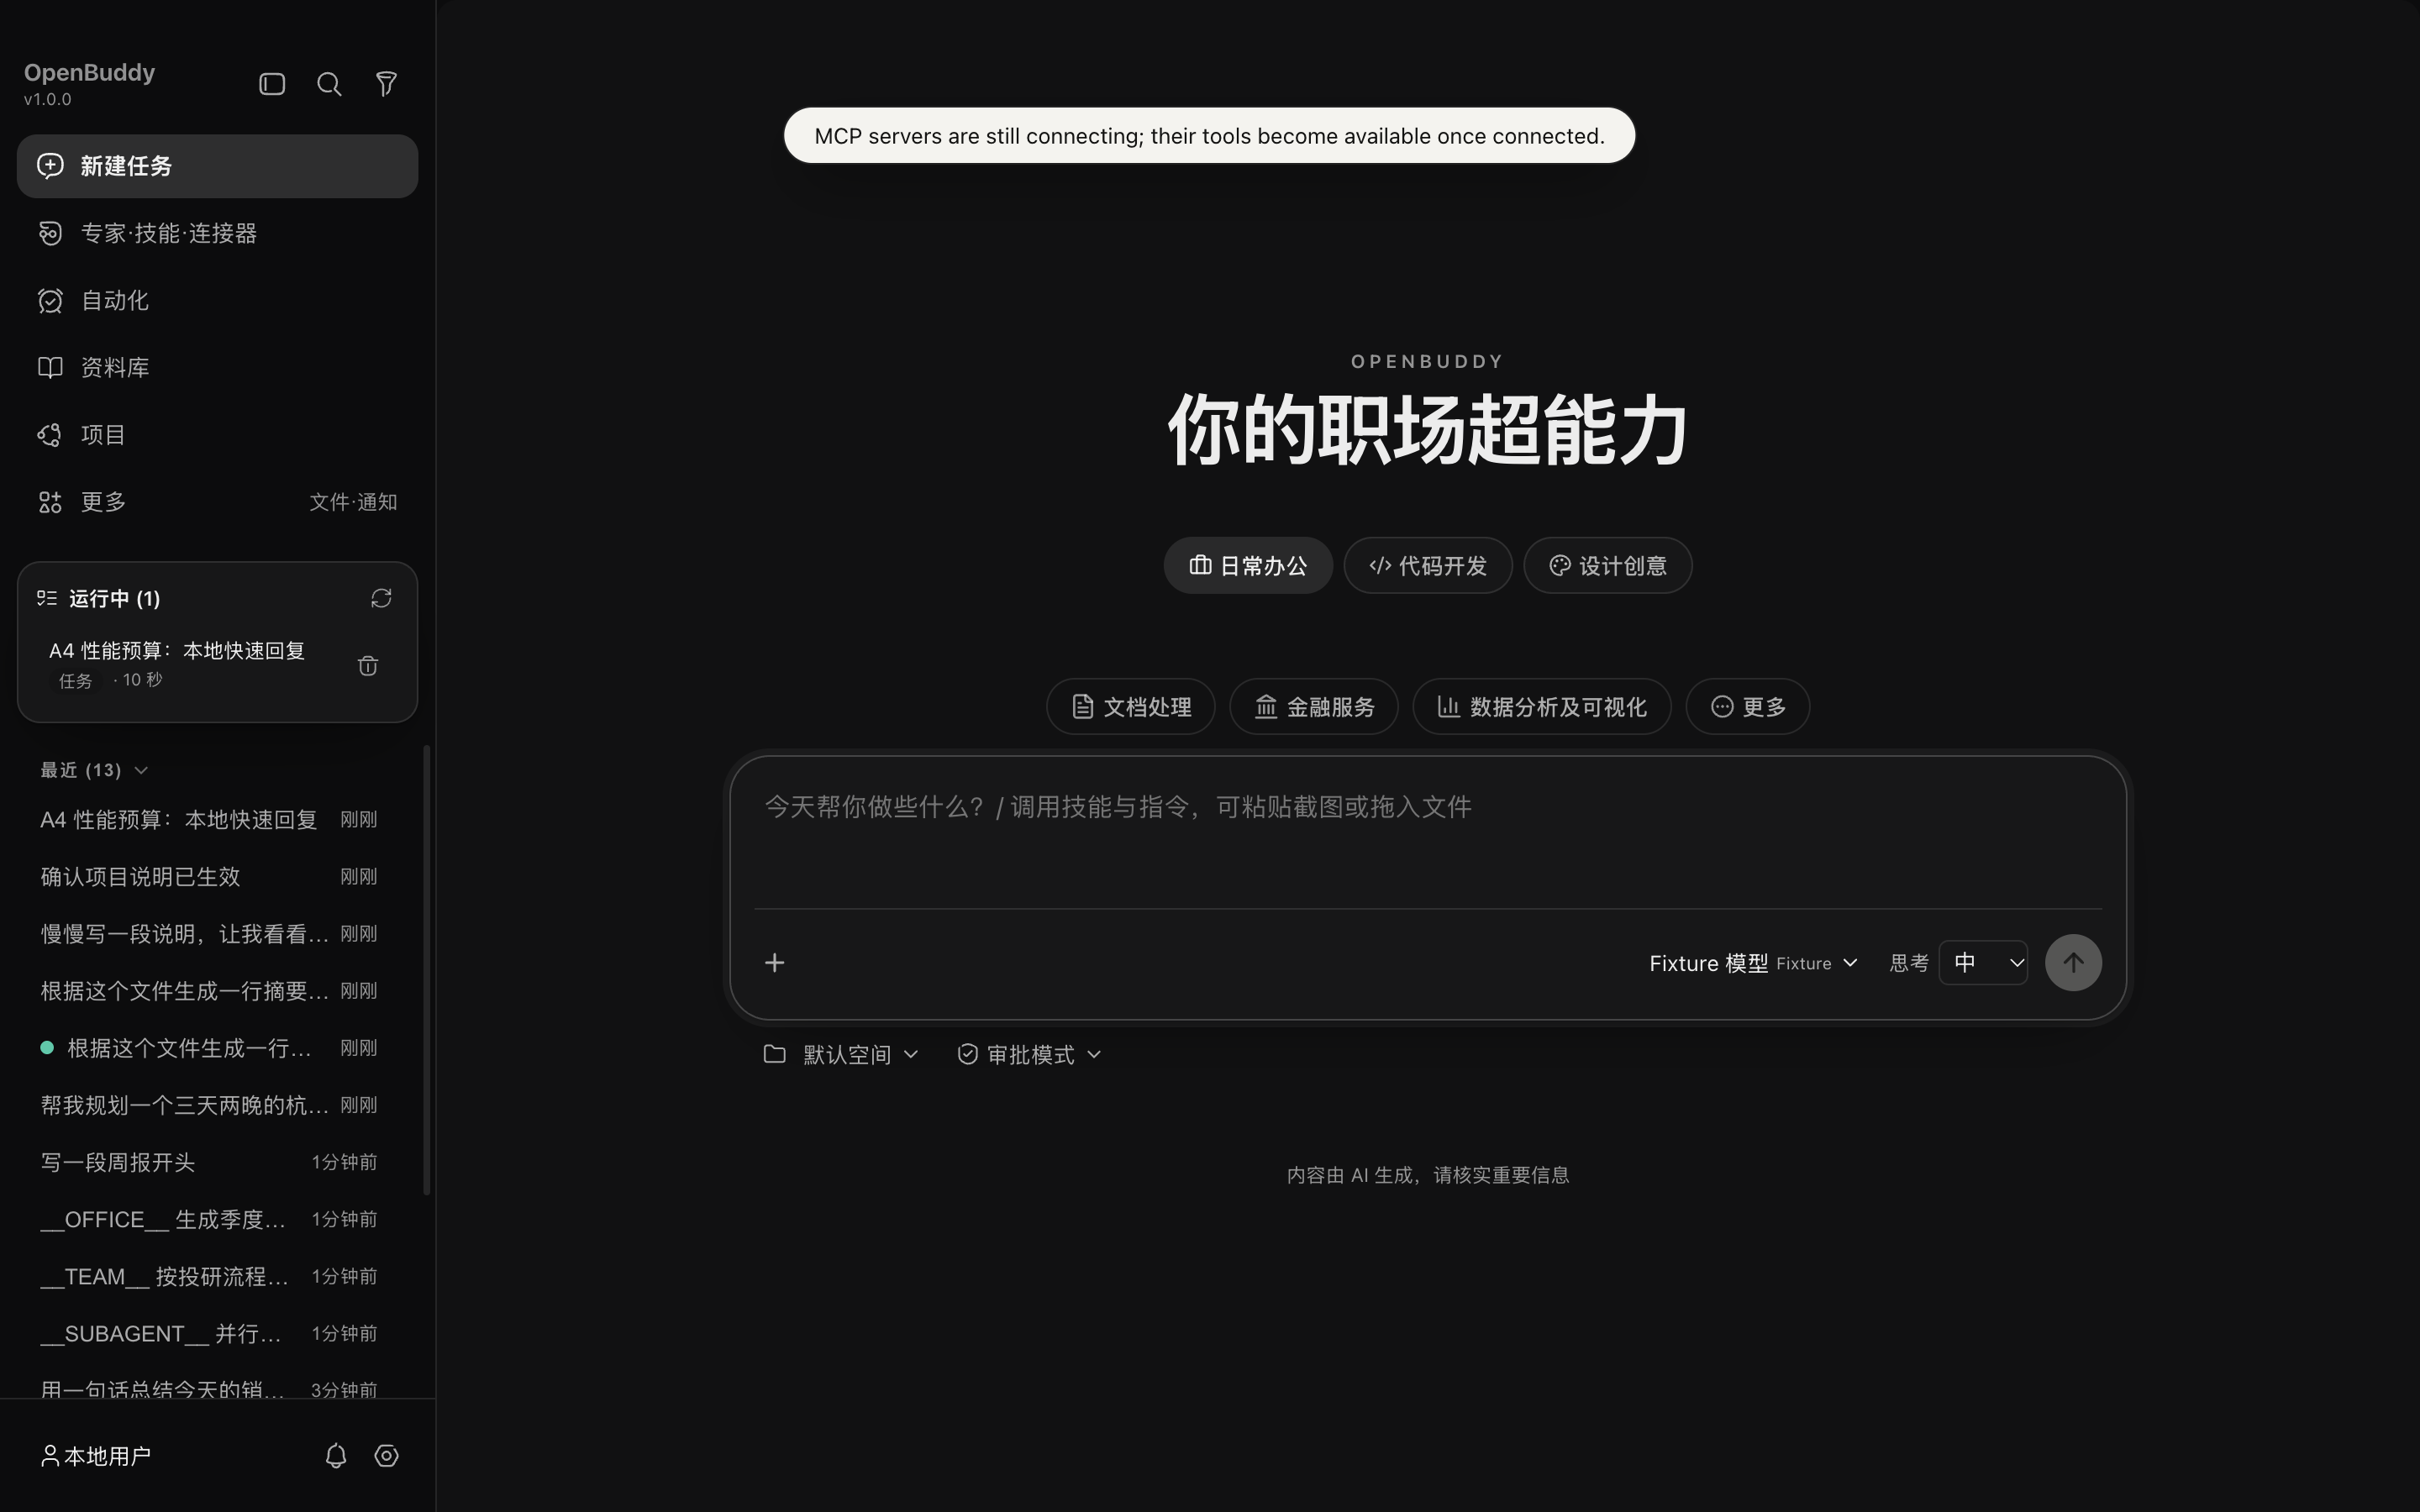 OpenBuddy
v1.0.0
新建任务
专家·技能·连接器
自动化
资料库
项目
更多 文件·通知
运行中 (1)
A4 性能预算：本地快速回复
任务 · 10 秒
最近 (13)
A4 性能预算：本地快速回复 刚刚
确认项目说明已生效 刚刚
慢慢写一段说明，让我看看… 刚刚
根据这个文件生成一行摘要… 刚刚
根据这个文件生成一行… 刚刚
帮我规划一个三天两晚的杭… 刚刚
写一段周报开头 1分钟前
__OFFICE__ 生成季度… 1分钟前
__TEAM__ 按投研流程… 1分钟前
__SUBAGENT__ 并行… 1分钟前
用一句话总结今天的销… 3分钟前
本地用户
MCP servers are still connecting; their tools become available once connected.
OPENBUDDY
你的职场超能力
日常办公 代码开发 设计创意
文档处理 金融服务 数据分析及可视化 更多
今天帮你做些什么？/ 调用技能与指令，可粘贴截图或拖入文件
Fixture 模型 Fixture 思考 中
默认空间 审批模式
内容由 AI 生成，请核实重要信息